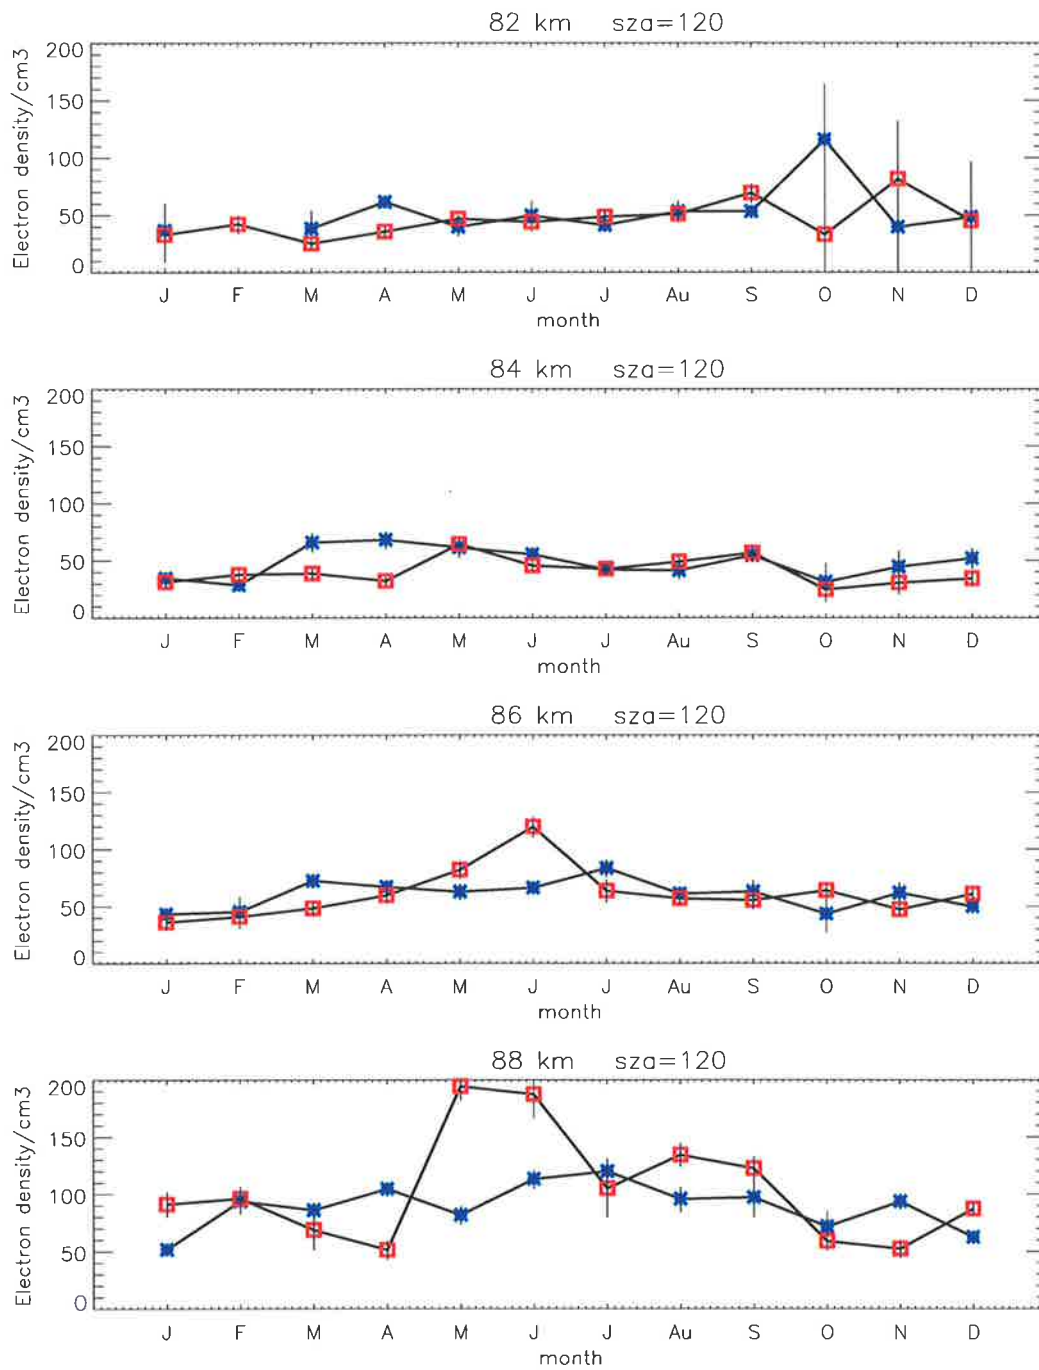 82 km sza=120
Electron density/cm3
200
150
100
50
0
J F M A M J J Au S O N D
month
84 km sza=120
Electron density/cm3
200
150
100
50
0
J F M A M J J Au S O N D
month
86 km sza=120
Electron density/cm3
200
150
100
50
0
J F M A M J J Au S O N D
month
88 km sza=120
Electron density/cm3
200
150
100
50
0
J F M A M J J Au S O N D
month